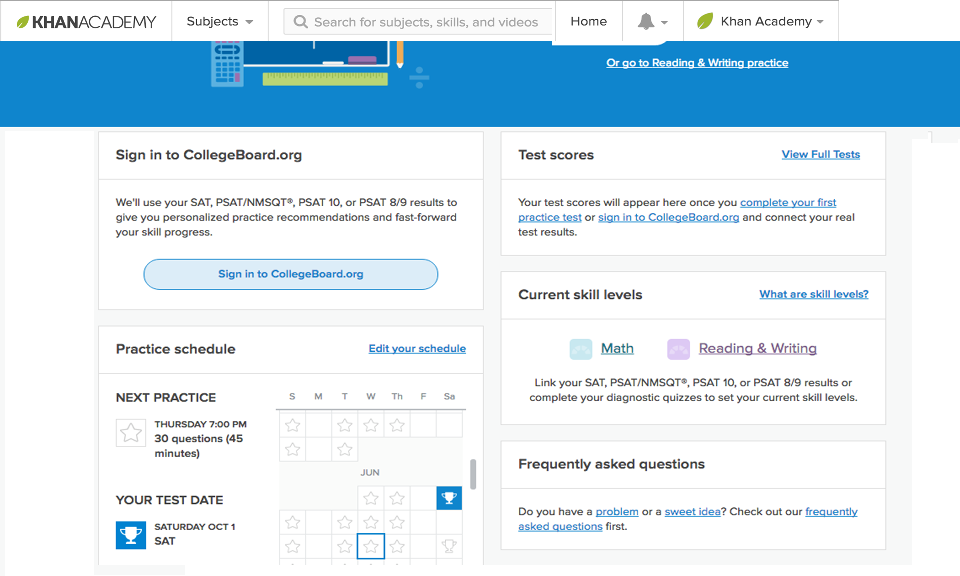 KHANACADEMY
Subjects
Search for subjects, skills, and videos
Home
Khan Academy
Or go to Reading & Writing practice
Sign in to CollegeBoard.org
We'll use your SAT, PSAT/NMSQT®, PSAT 10, or PSAT 8/9 results to
give you personalized practice recommendations and fast-forward
your skill progress.
Sign in to CollegeBoard.org
Practice schedule
Edit your schedule
NEXT PRACTICE
THURSDAY 7:00 PM
30 questions (45
minutes)
YOUR TEST DATE
SATURDAY OCT 1
SAT
S M T W Th F Sa
JUN
Test scores
View Full Tests
Your test scores will appear here once you complete your first
practice test or sign in to CollegeBoard.org and connect your real
test results.
Current skill levels
What are skill levels?
Math
Reading & Writing
Link your SAT, PSAT/NMSQT®, PSAT 10, or PSAT 8/9 results or
complete your diagnostic quizzes to set your current skill levels.
Frequently asked questions
Do you have a problem or a sweet idea? Check out our frequently
asked questions first.